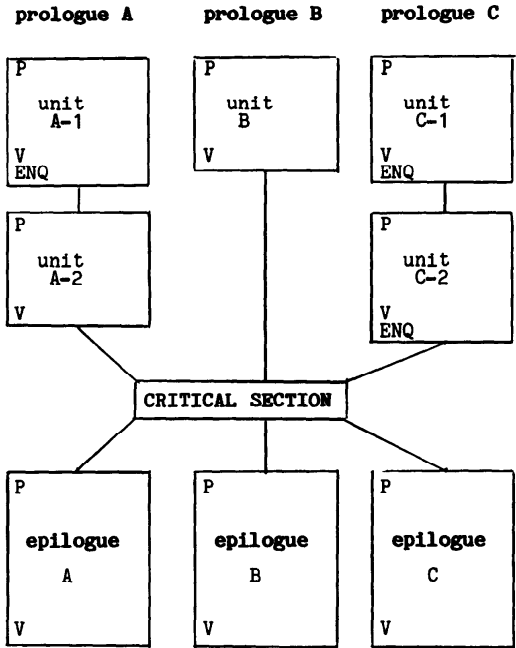 prologue A
prologue B
prologue C
P
unit
A-1
V
ENQ
P
unit
B
V
P
unit
C-1
V
ENQ
P
unit
A-2
V
P
unit
C-2
V
ENQ
CRITICAL SECTION
P
epilogue
A
V
P
epilogue
B
V
P
epilogue
C
V